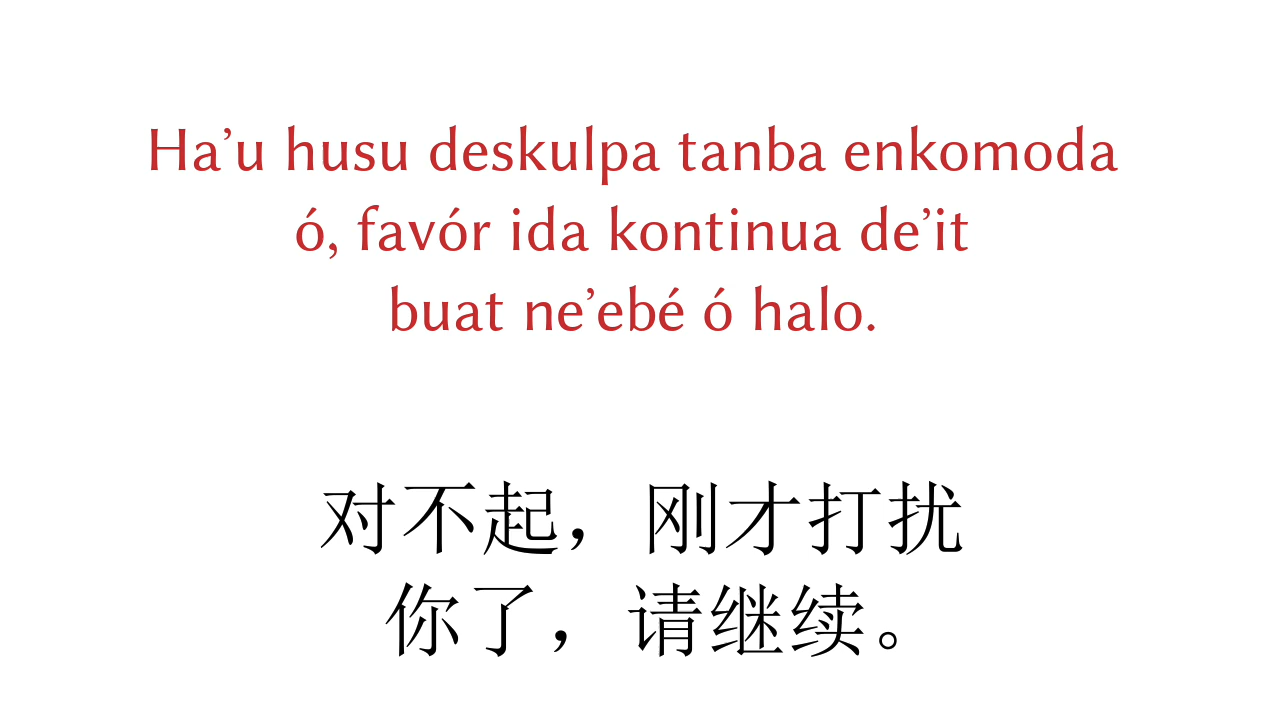 Ha’u husu deskulpa tanba enkomoda
ó, favór ida kontinua de’it
buat ne’ebé ó halo.
对不起，刚才打扰
你了，请继续。